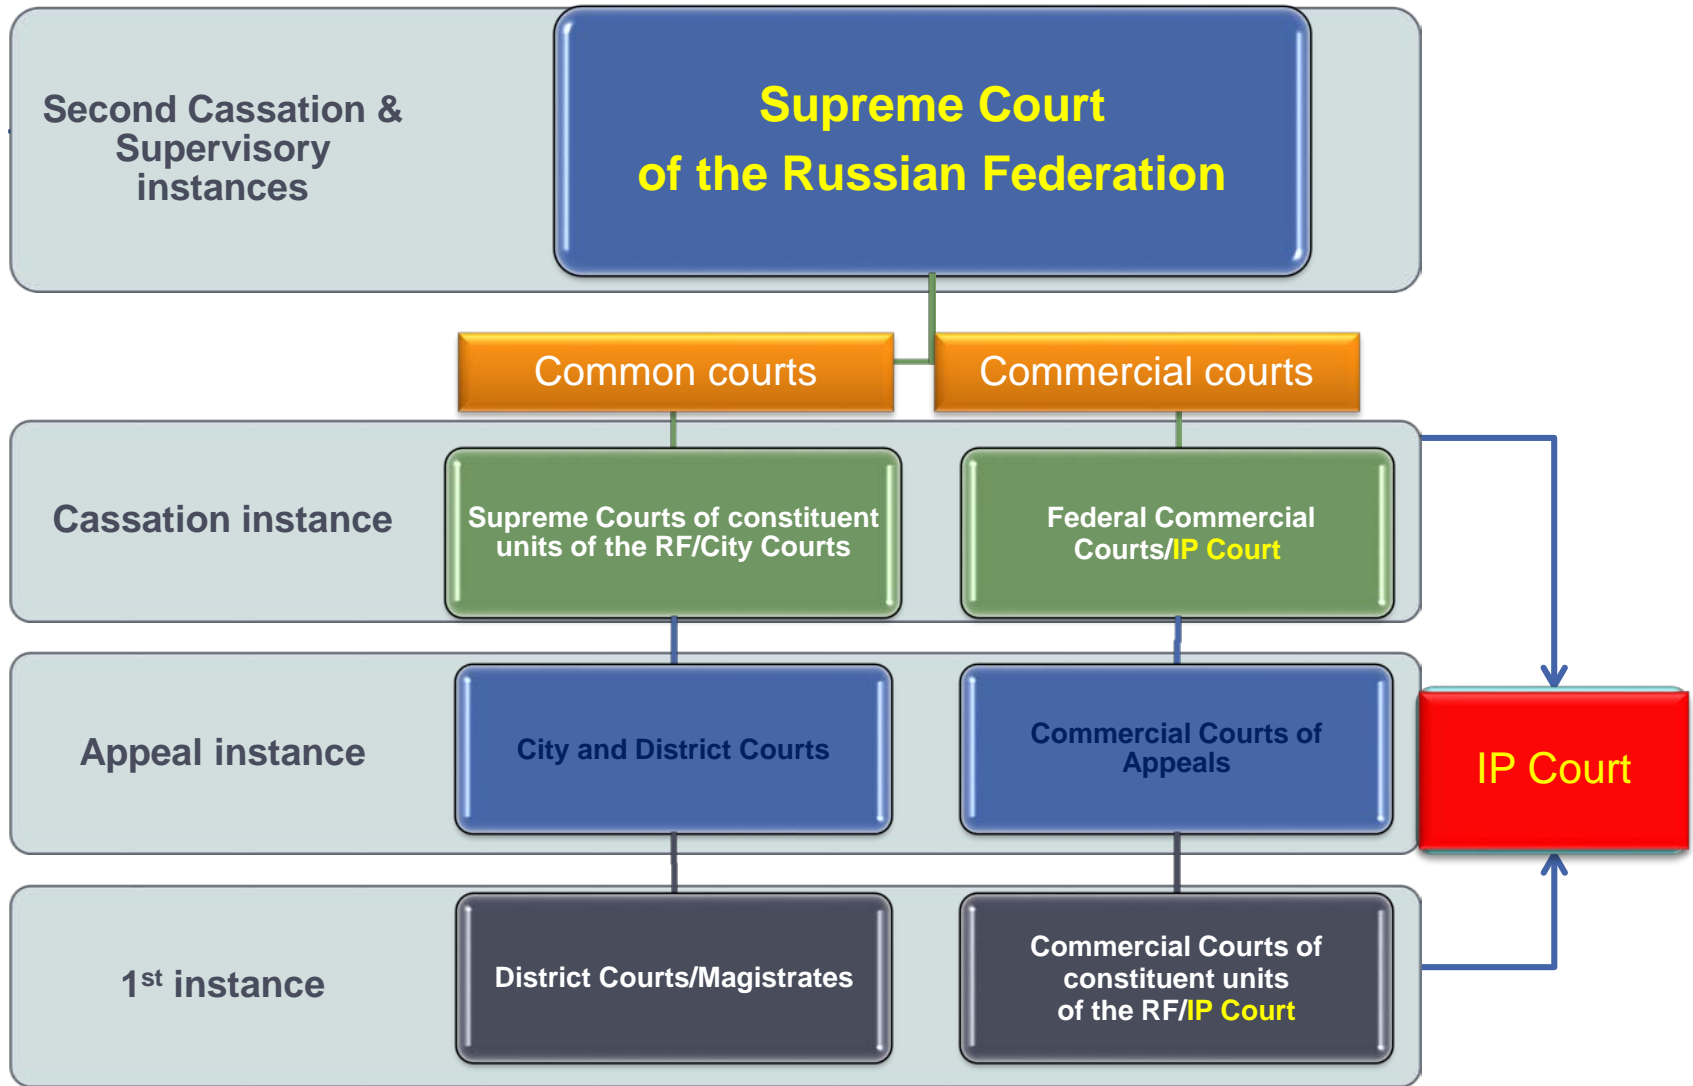 Second Cassation &
Supervisory
instances
Supreme Court
of the Russian Federation
Common courts
Commercial courts
Cassation instance
Supreme Courts of constituent
units of the RF/City Courts
Federal Commercial
Courts/IP Court
Appeal instance
City and District Courts
Commercial Courts of
Appeals
IP Court
1st instance
District Courts/Magistrates
Commercial Courts of
constituent units
of the RF/IP Court